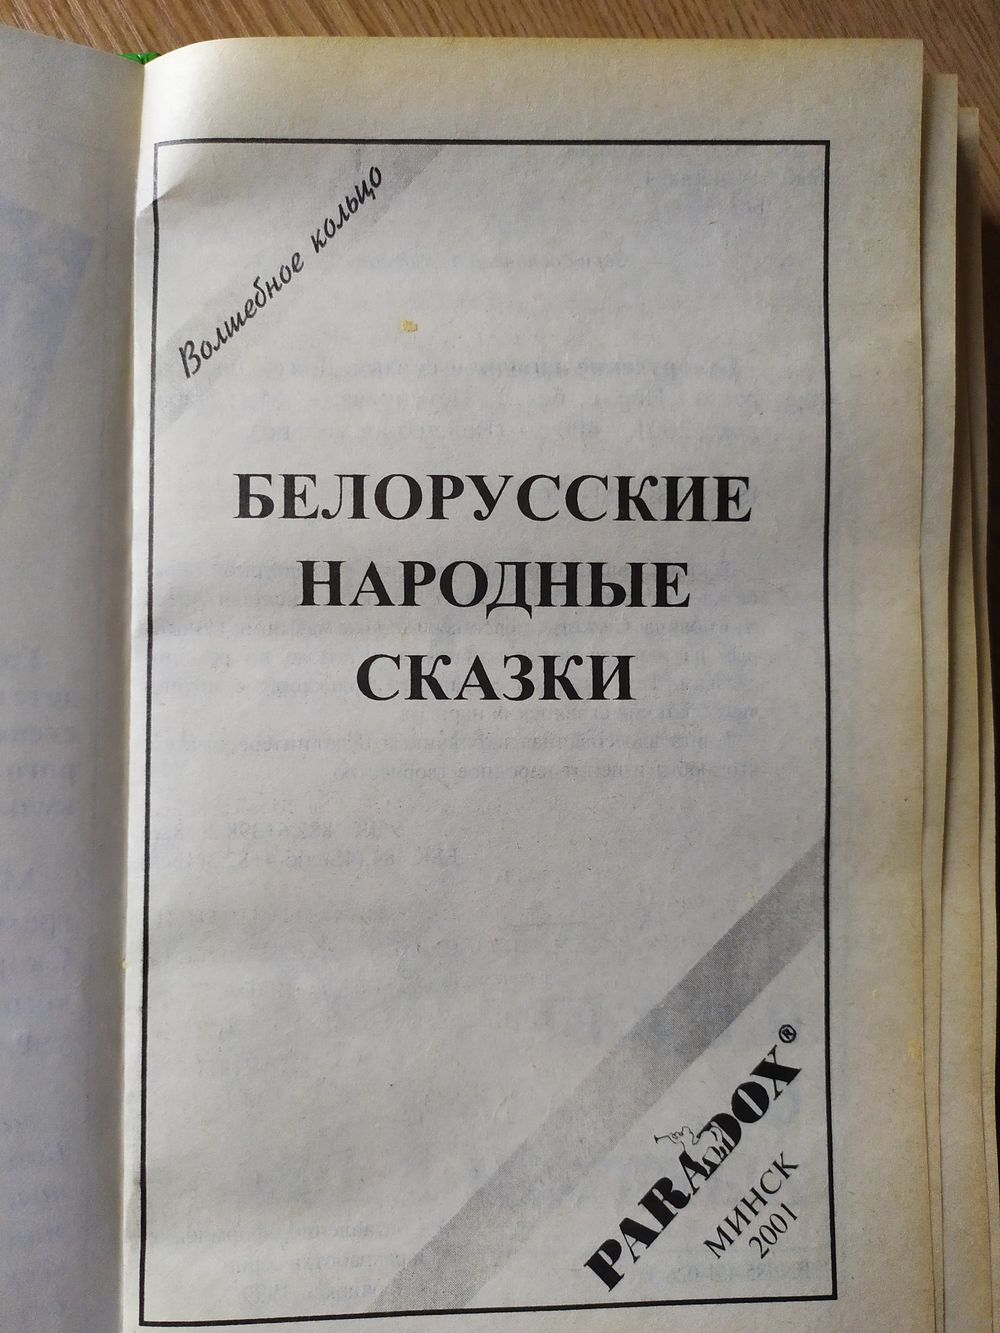 Волшебное кольцо
БЕЛОРУССКИЕ
НАРОДНЫЕ
СКАЗКИ
PARADOX®
МИНСК
2001